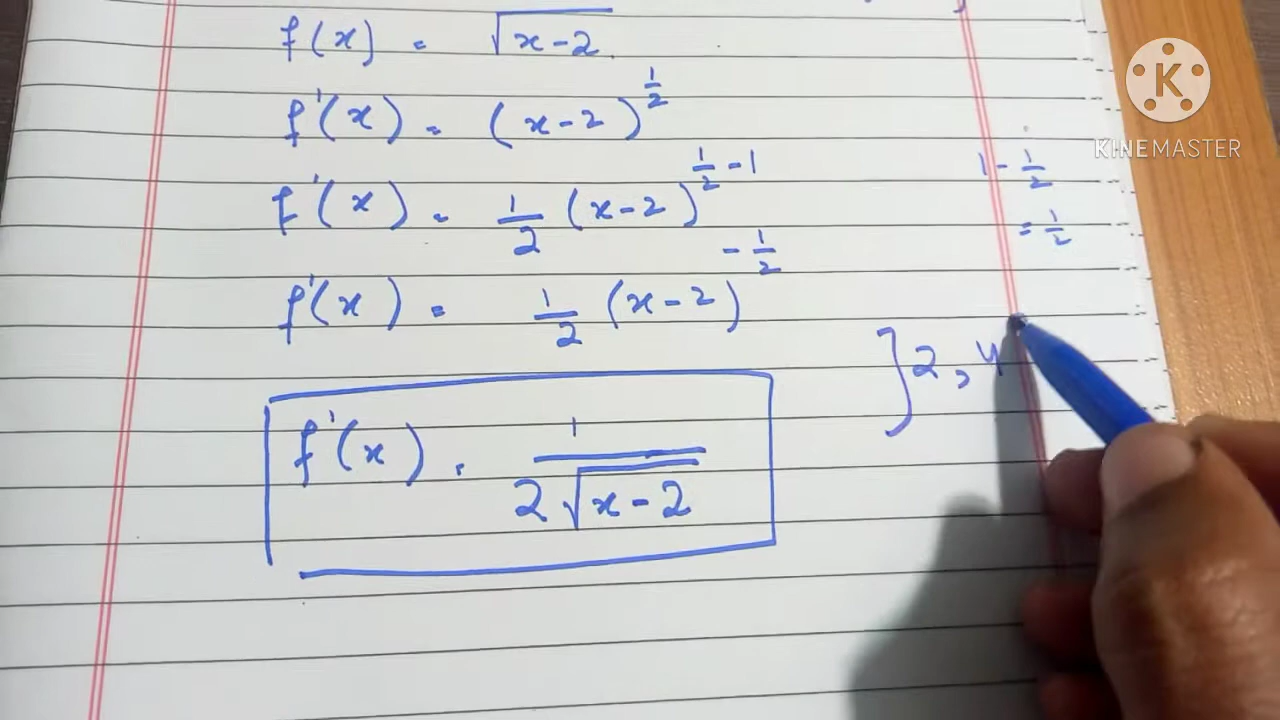 f(x) = √x-2
f'(x) = (x-2)^1/2
f'(x) = 1/2 (x-2)^1/2 - 1
f'(x) = 1/2 (x-2)^-1/2
f'(x) = 1/2√x-2
1 - 1/2
= 1/2
]2, 4
K
KINEMASTER